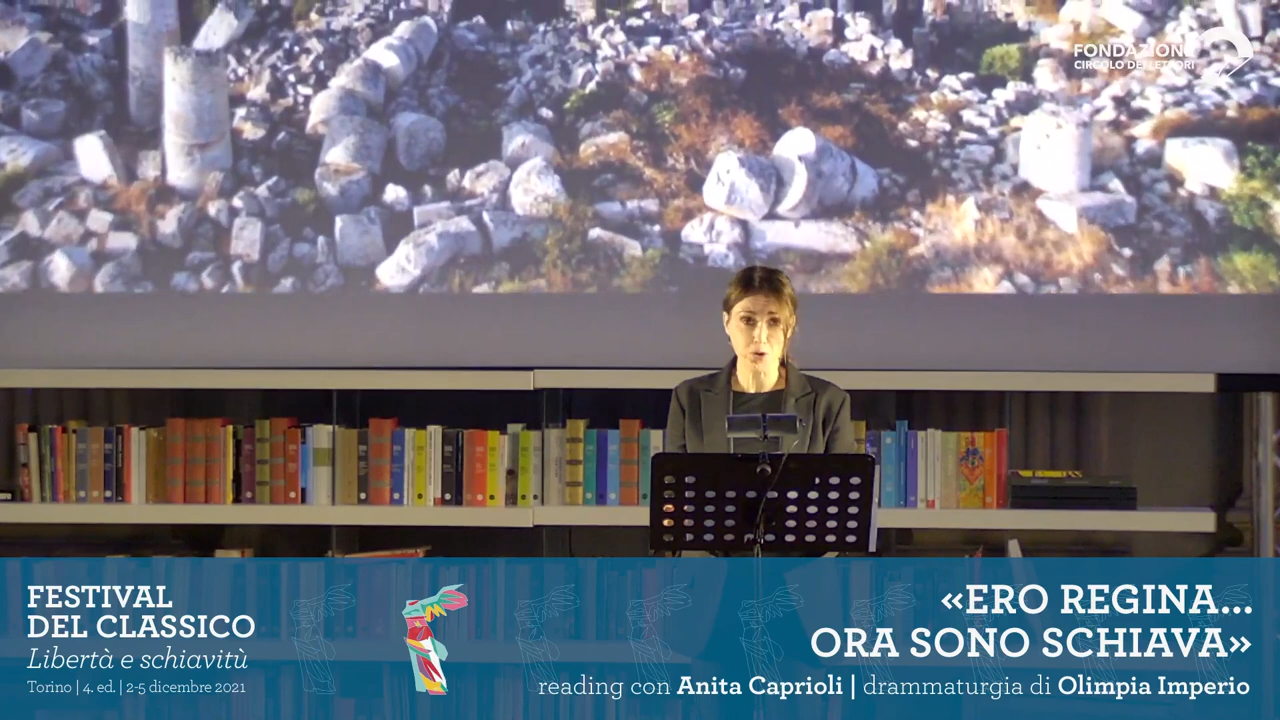 FONDAZIONE
CIRCOLO DEI LETTORI
FESTIVAL
DEL CLASSICO
Libertà e schiavitù
Torino | 4. ed. | 2-5 dicembre 2021
«ERO REGINA...
ORA SONO SCHIAVA»
reading con Anita Caprioli | drammaturgia di Olimpia Imperio